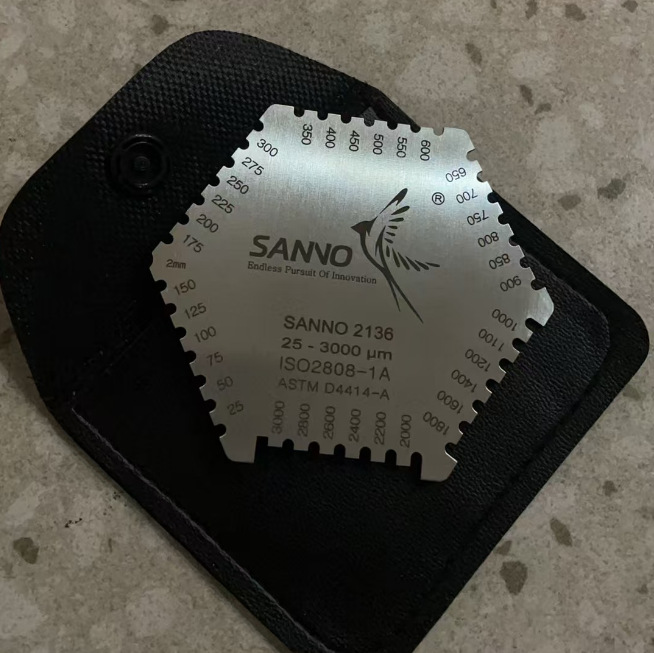 350 400 450 500 550 600
650 700 750 800 850 900
1000 1100 1200 1400 1600 1800
300
275
250
225
200
175
2mm
150
125
100
75
50
25
®
SANNO
Endless Pursuit Of Innovation
SANNO 2136
25 - 3000 µm
ISO2808-1A
ASTM D4414-A
3000 2800 2600 2400 2200 2000